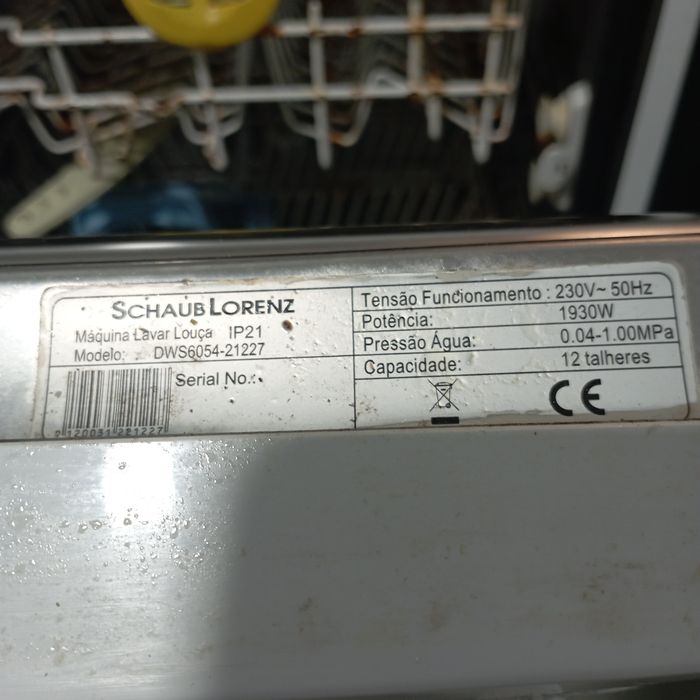 SCHAUB LORENZ
Máquina Lavar Louça IP21
Modelo: DWS6054-21227
Serial No.:
2120031221227
Tensão Funcionamento : 230V~ 50Hz
Potência: 1930W
Pressão Água: 0.04-1.00MPa
Capacidade: 12 talheres
CE